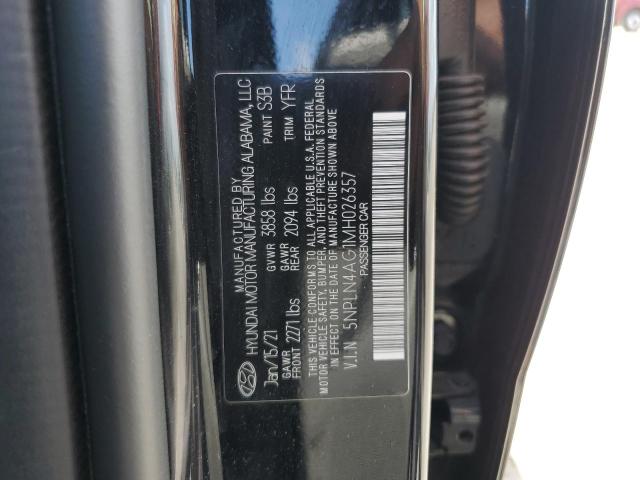 MANUFACTURED BY
HYUNDAI MOTOR MANUFACTURING ALABAMA, LLC
Jan/15/21 GVWR 3858 lbs PAINT S3B
GAWR FRONT 2271 lbs GAWR REAR 2094 lbs TRIM YFR
THIS VEHICLE CONFORMS TO ALL APPLICABLE U.S.A. FEDERAL
MOTOR VEHICLE SAFETY, BUMPER, AND THEFT PREVENTION STANDARDS
IN EFFECT ON THE DATE OF MANUFACTURE SHOWN ABOVE
V.I.N 5NPLN4AG1MH026357
PASSENGER CAR